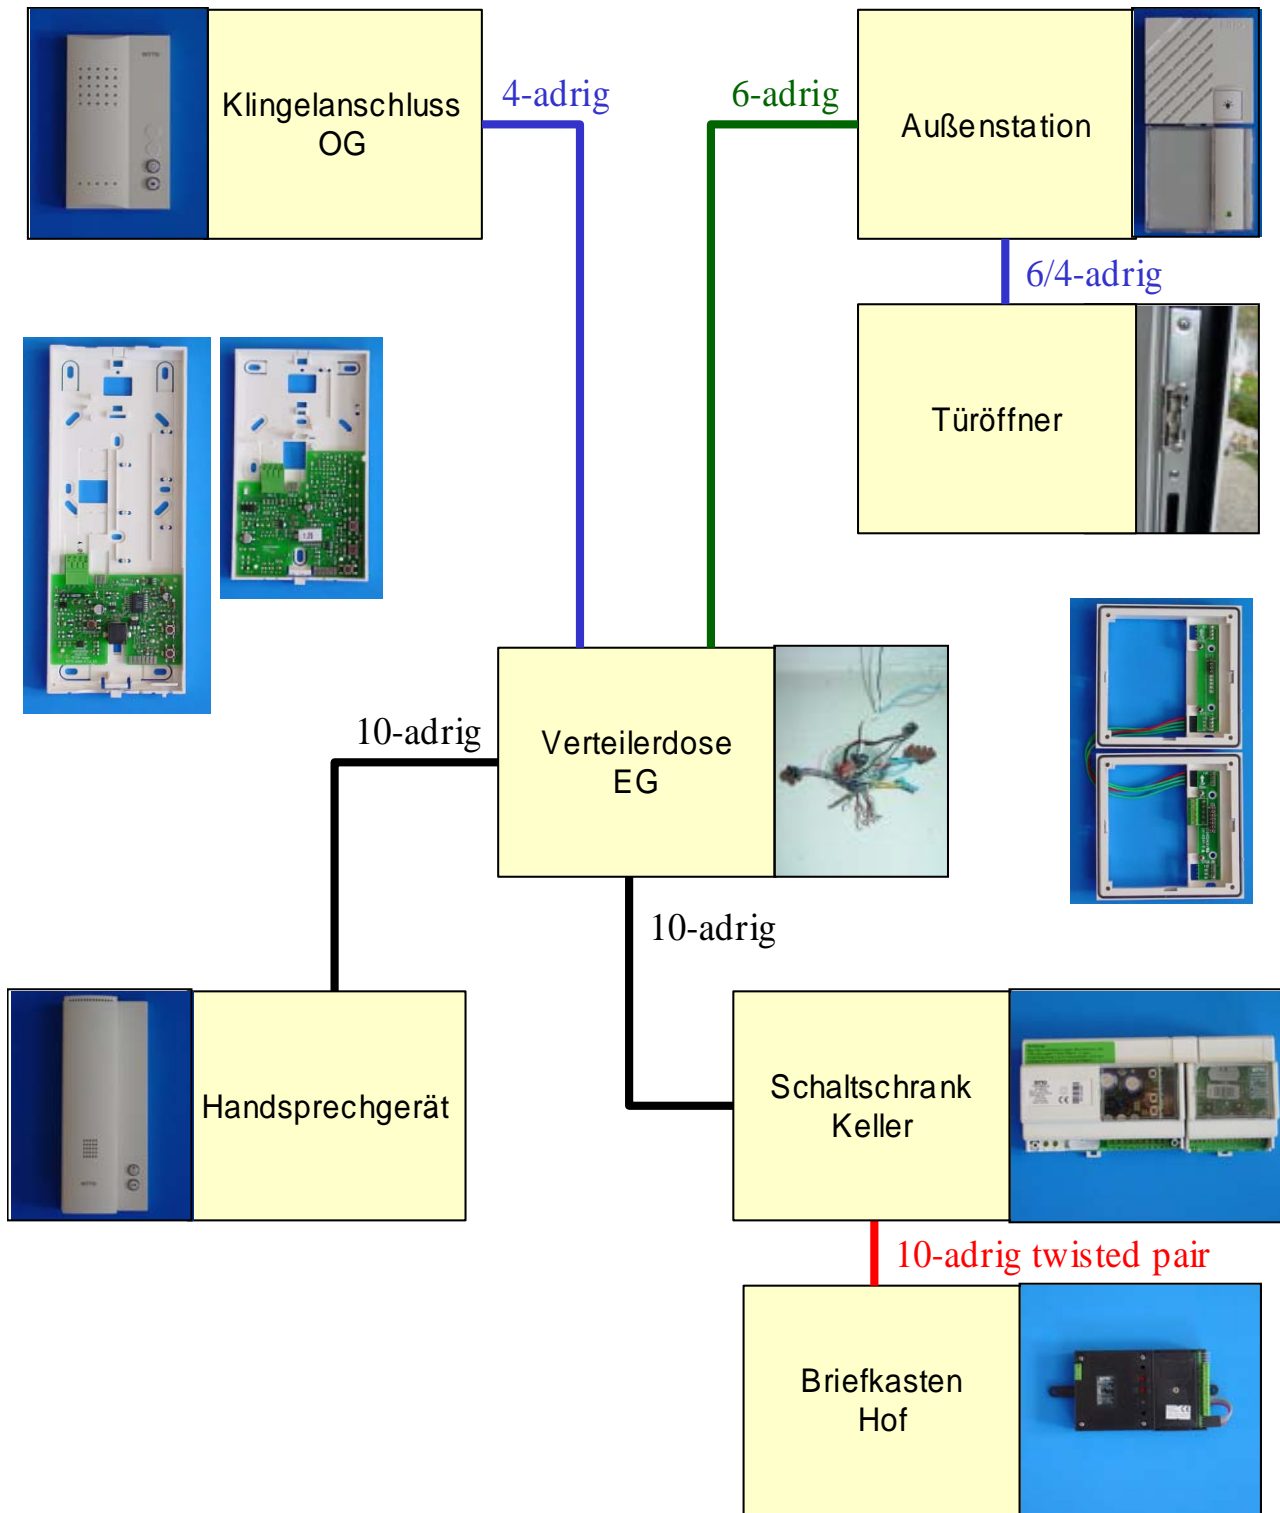 Klingelanschluss
OG
4-adrig
6-adrig
Außenstation
6/4-adrig
Türöffner
10-adrig
Verteilerdose
EG
10-adrig
Handsprechgerät
Schaltschrank
Keller
10-adrig twisted pair
Briefkasten
Hof